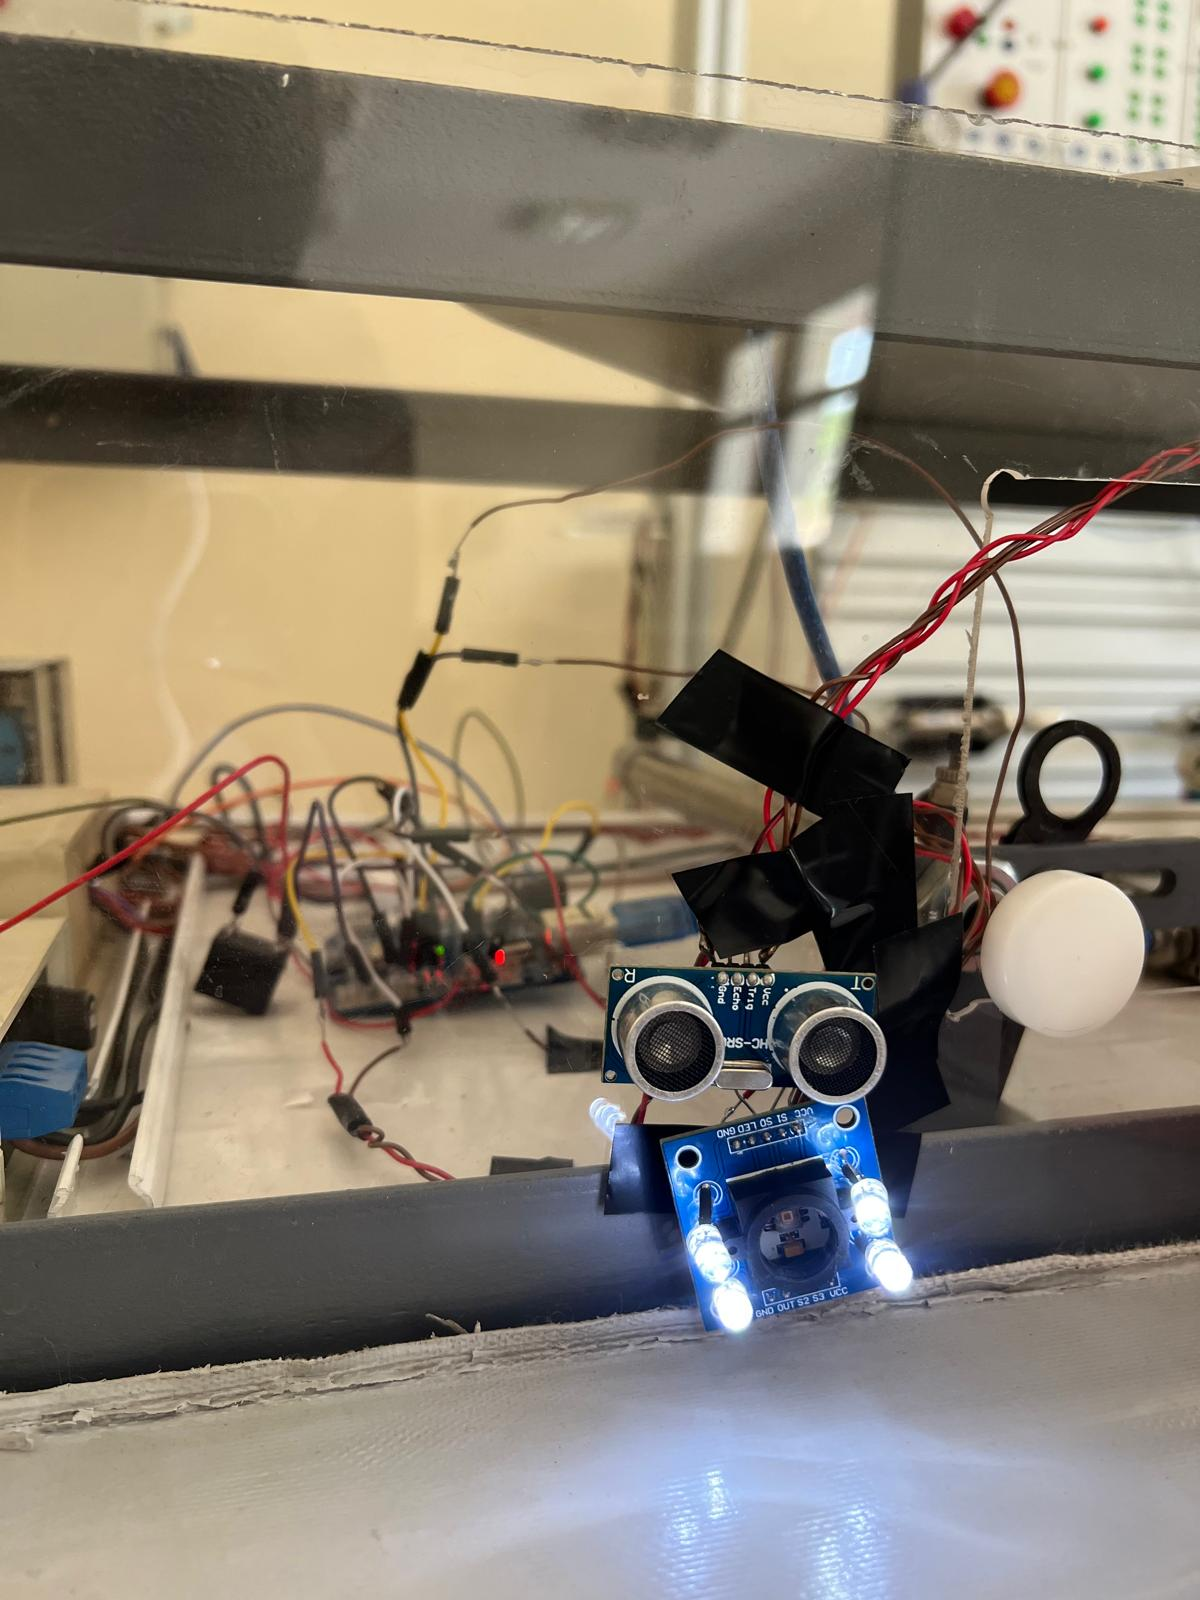 R
T
Gnd
Echo
Trig
Vcc
HC-SR
VCC S1 S0 LED GND
GND OUT S2 S3 VCC